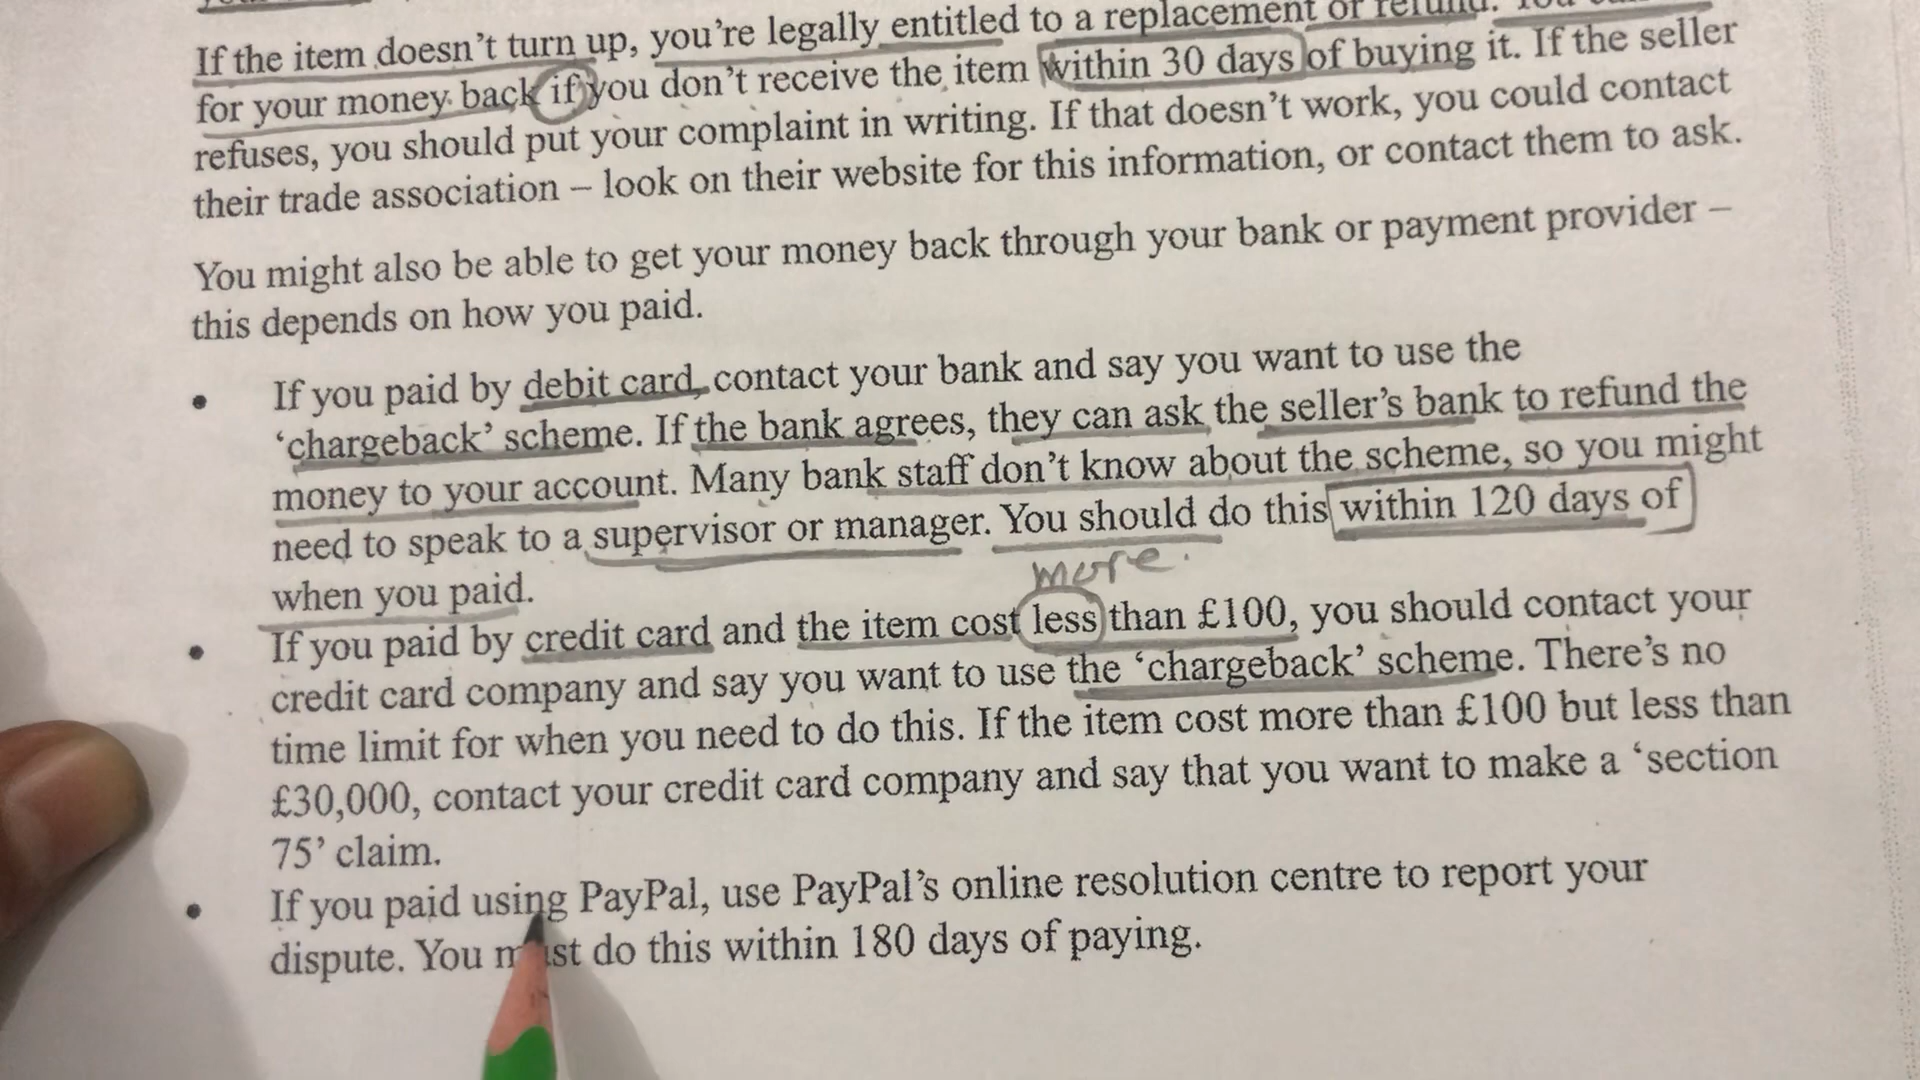 If the item doesn't turn up, you're legally entitled to a replacement or refund. You can
for your money back if you don't receive the item within 30 days of buying it. If the seller
refuses, you should put your complaint in writing. If that doesn't work, you could contact
their trade association – look on their website for this information, or contact them to ask.
You might also be able to get your money back through your bank or payment provider –
this depends on how you paid.
• If you paid by debit card, contact your bank and say you want to use the
'chargeback' scheme. If the bank agrees, they can ask the seller's bank to refund the
money to your account. Many bank staff don't know about the scheme, so you might
need to speak to a supervisor or manager. You should do this within 120 days of
when you paid.
more.
• If you paid by credit card and the item cost less than £100, you should contact your
credit card company and say you want to use the 'chargeback' scheme. There's no
time limit for when you need to do this. If the item cost more than £100 but less than
£30,000, contact your credit card company and say that you want to make a 'section
75' claim.
• If you paid using PayPal, use PayPal's online resolution centre to report your
dispute. You must do this within 180 days of paying.